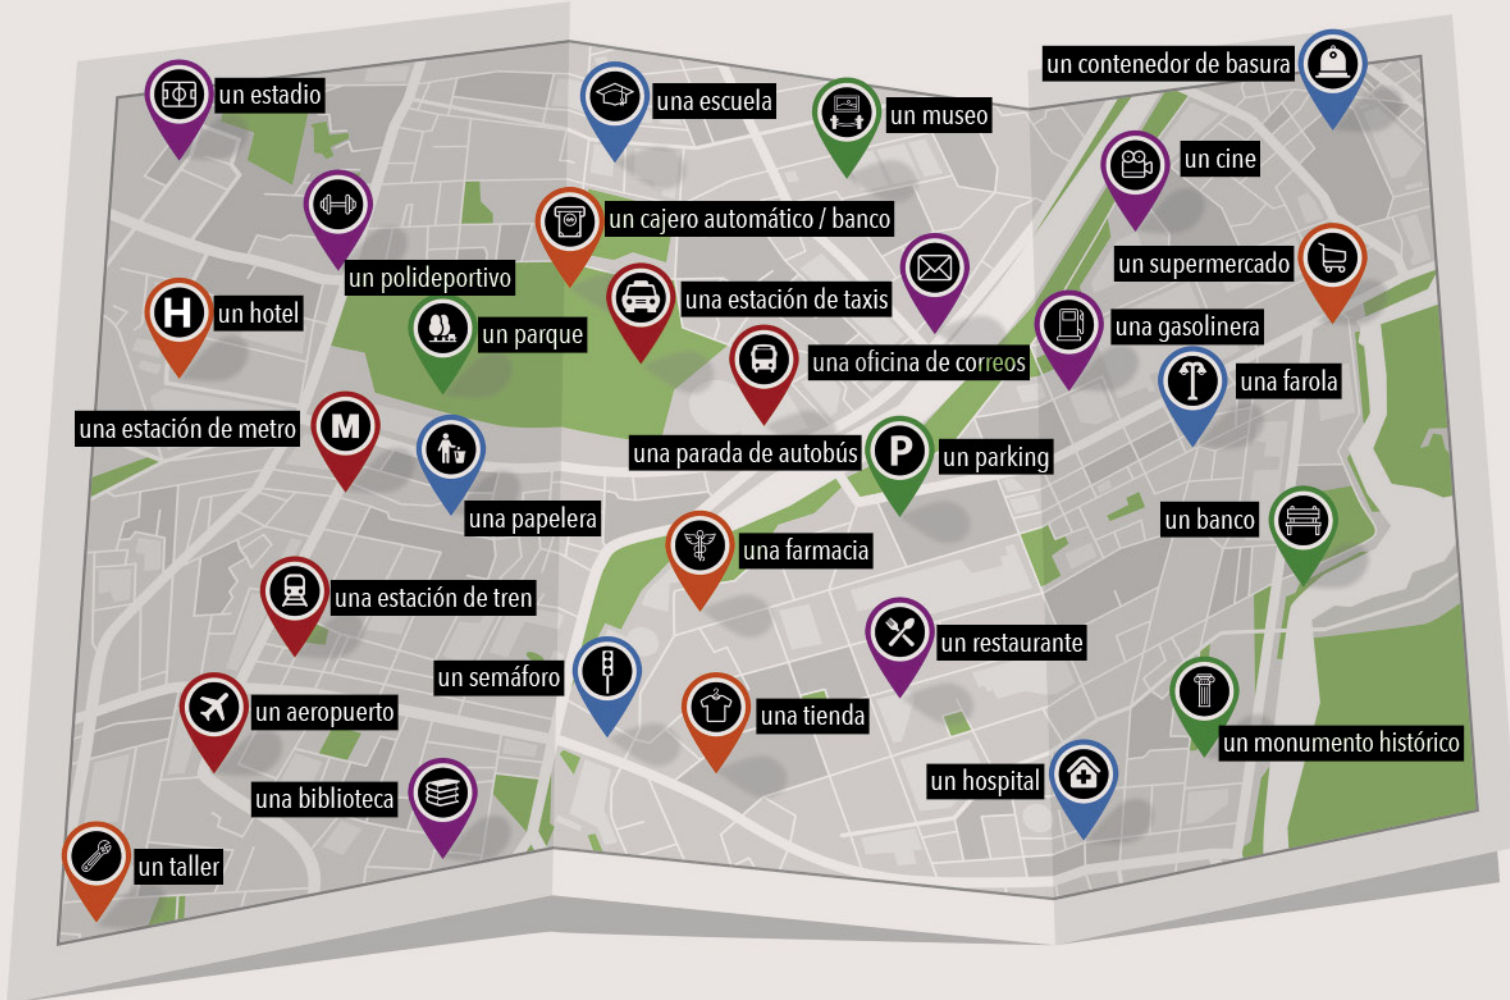 un estadio
una escuela
un museo
un contenedor de basura
un cine
un polideportivo
un cajero automático / banco
un supermercado
H
un hotel
un parque
una estación de taxis
una oficina de correos
una gasolinera
una farola
una estación de metro
M
una papelera
una parada de autobús
P
un parking
un banco
una farmacia
una estación de tren
un semáforo
un restaurante
un aeropuerto
una tienda
un monumento histórico
una biblioteca
un hospital
un taller